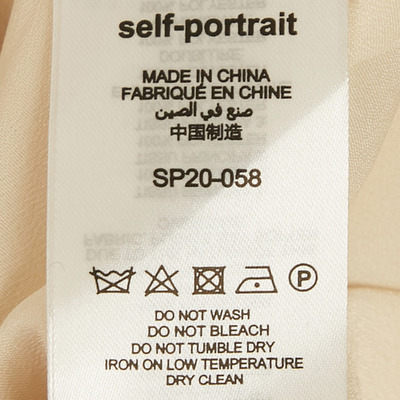 self-portrait
MADE IN CHINA
FABRIQUÉ EN CHINE
صنع في الصين
中国制造
SP20-058
P
DO NOT WASH
DO NOT BLEACH
DO NOT TUMBLE DRY
IRON ON LOW TEMPERATURE
DRY CLEAN